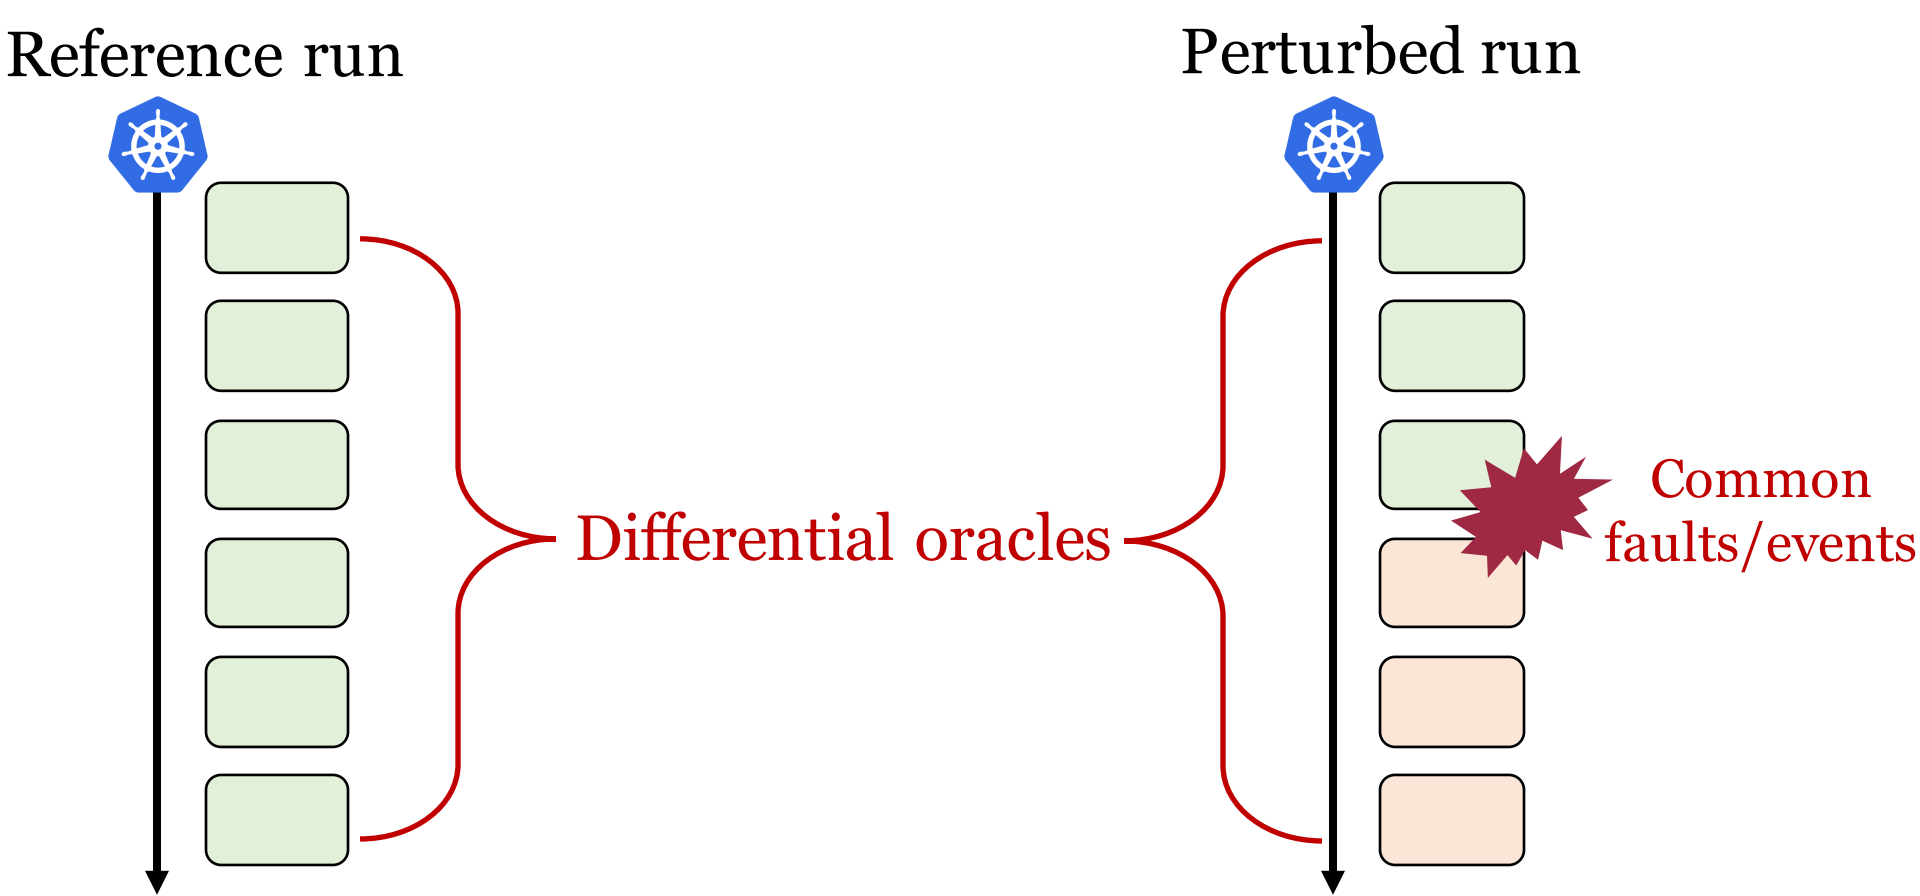 Reference run
Perturbed run
Differential oracles
Common
faults/events